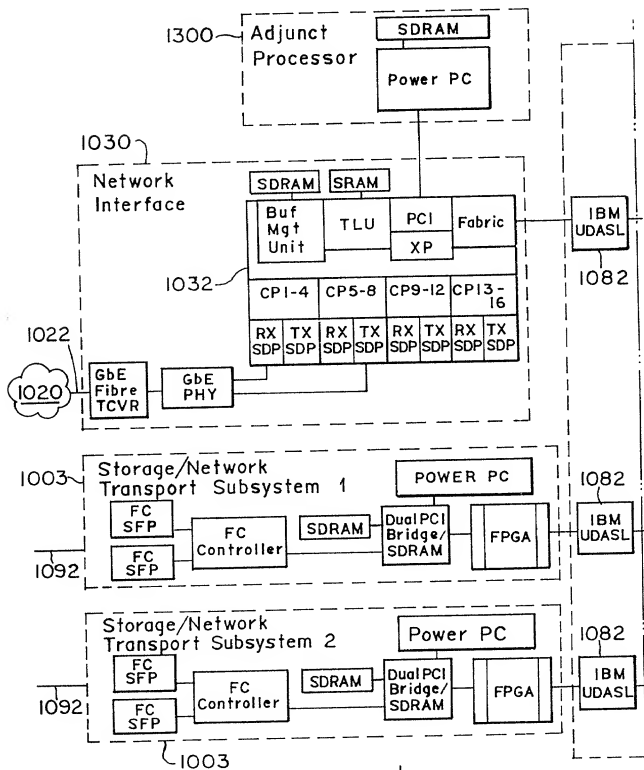 1300
Adjunct
Processor
SDRAM
Power PC
1030
Network
Interface
SDRAM
SRAM
Buf
Mgt
Unit
TLU
PCI
XP
Fabric
1032
CP1-4
CP5-8
CP9-12
CP13-
16
RX
SDP
TX
SDP
RX
SDP
TX
SDP
RX
SDP
TX
SDP
RX
SDP
TX
SDP
1022
1020
GbE
Fibre
TCVR
GbE
PHY
IBM
UDASL
1082
1003
Storage/Network
Transport Subsystem 1
POWER PC
FC
SFP
FC
SFP
FC
Controller
SDRAM
Dual PCI
Bridge/
SDRAM
FPGA
1082
IBM
UDASL
1092
Storage/Network
Transport Subsystem 2
Power PC
FC
SFP
FC
SFP
FC
Controller
SDRAM
Dual PCI
Bridge/
SDRAM
FPGA
1082
IBM
UDASL
1092
1003